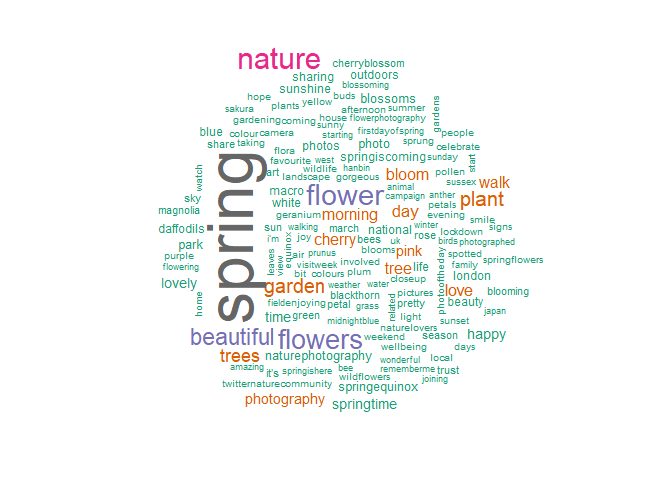 nature
cherryblossom
sharing
outdoors
sunshine
blossoming
hope
buds
blossoms
sakura
plants
yellow
afternoon
summer
gardens
gardening
coming
house
flowerphotography
blue
colour
camera
sunny
starting
firstdayofspring
people
share
taking
photos
photo
sprung
celebrate
flora
favourite
west
springiscoming
sunday
start
watch
art
wildlife
hanbin
bloom
pollen
landscape
gorgeous
sussex
walk
spring
macro
flower
animal
campaign
anther
plant
sky
white
petals
magnolia
geranium
morning
day
evening
smile
daffodils
sun
walking
march
national
winter
lockdown
signs
i'm
joy
cherry
bees
uk
rose
birds
photographed
park
equinox
blooms
pink
spotted
purple
air
prunus
involved
springflowers
flowering
leaves
view
visitweek
tree
life
family
bit
colours
plum
closeup
photooftheday
london
lovely
garden
weather
water
love
blooming
home
blackthorn
pictures
related
field
enjoying
petal
grass
pretty
beauty
time
green
light
japan
midnightblue
sunset
beautiful
flowers
naturelovers
weekend
season
happy
trees
wellbeing
days
naturephotography
wonderful
local
amazing
it's
springishere
bee
rememberme
trust
twitternaturecommunity
wildflowers
joining
springequinox
photography
springtime